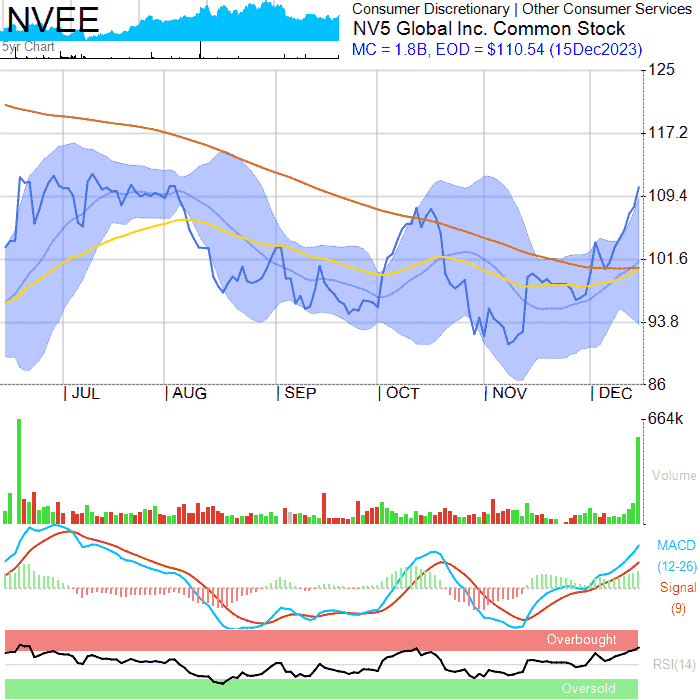 NVEE
5yr Chart
Consumer Discretionary | Other Consumer Services
NV5 Global Inc. Common Stock
MC = 1.8B, EOD = $110.54 (15Dec2023)
125
117.2
109.4
101.6
93.8
86
JUL AUG SEP OCT NOV DEC
664k
Volume
MACD
(12-26)
Signal
(9)
Overbought
RSI(14)
Oversold